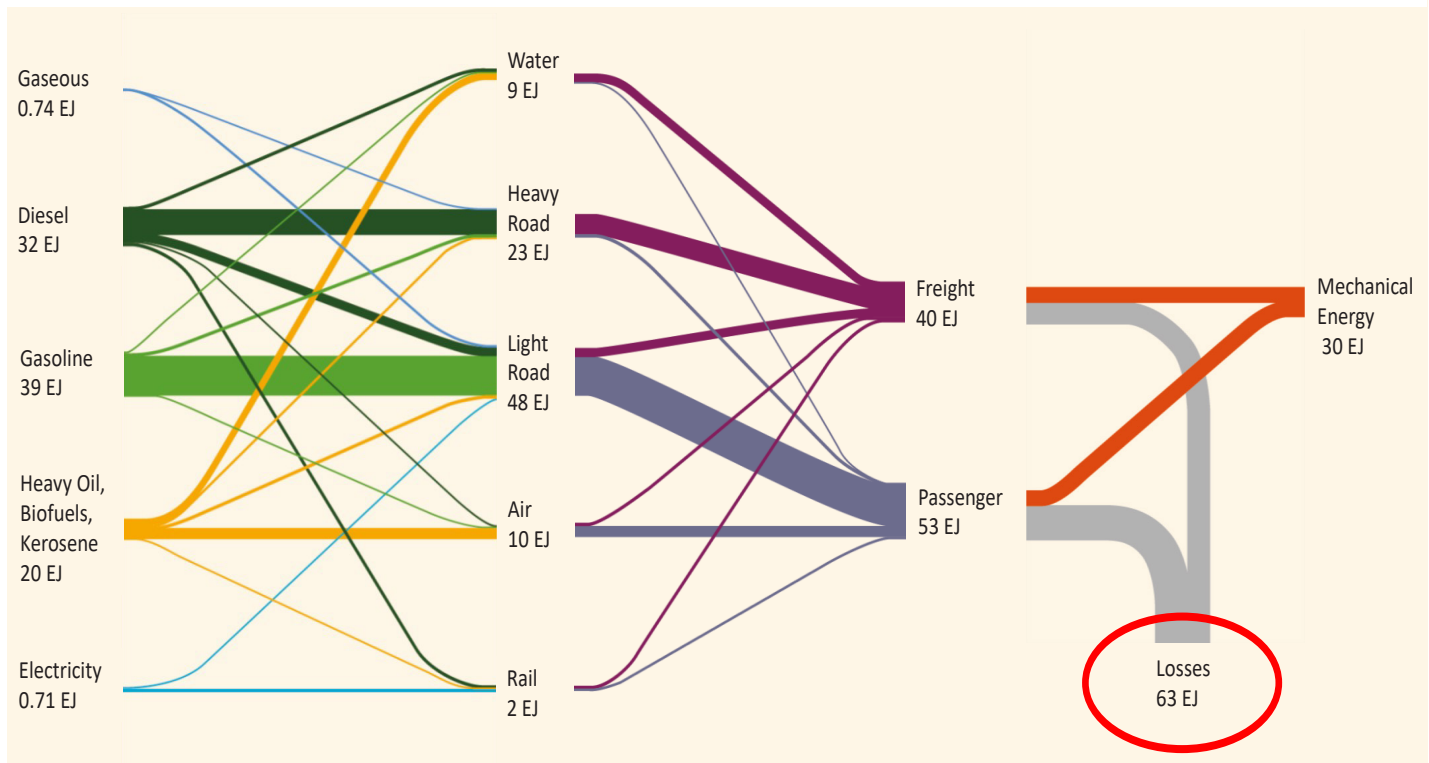 Gaseous
0.74 EJ
Diesel
32 EJ
Gasoline
39 EJ
Heavy Oil,
Biofuels,
Kerosene
20 EJ
Electricity
0.71 EJ
Water
9 EJ
Heavy
Road
23 EJ
Light
Road
48 EJ
Air
10 EJ
Rail
2 EJ
Freight
40 EJ
Passenger
53 EJ
Mechanical
Energy
30 EJ
Losses
63 EJ